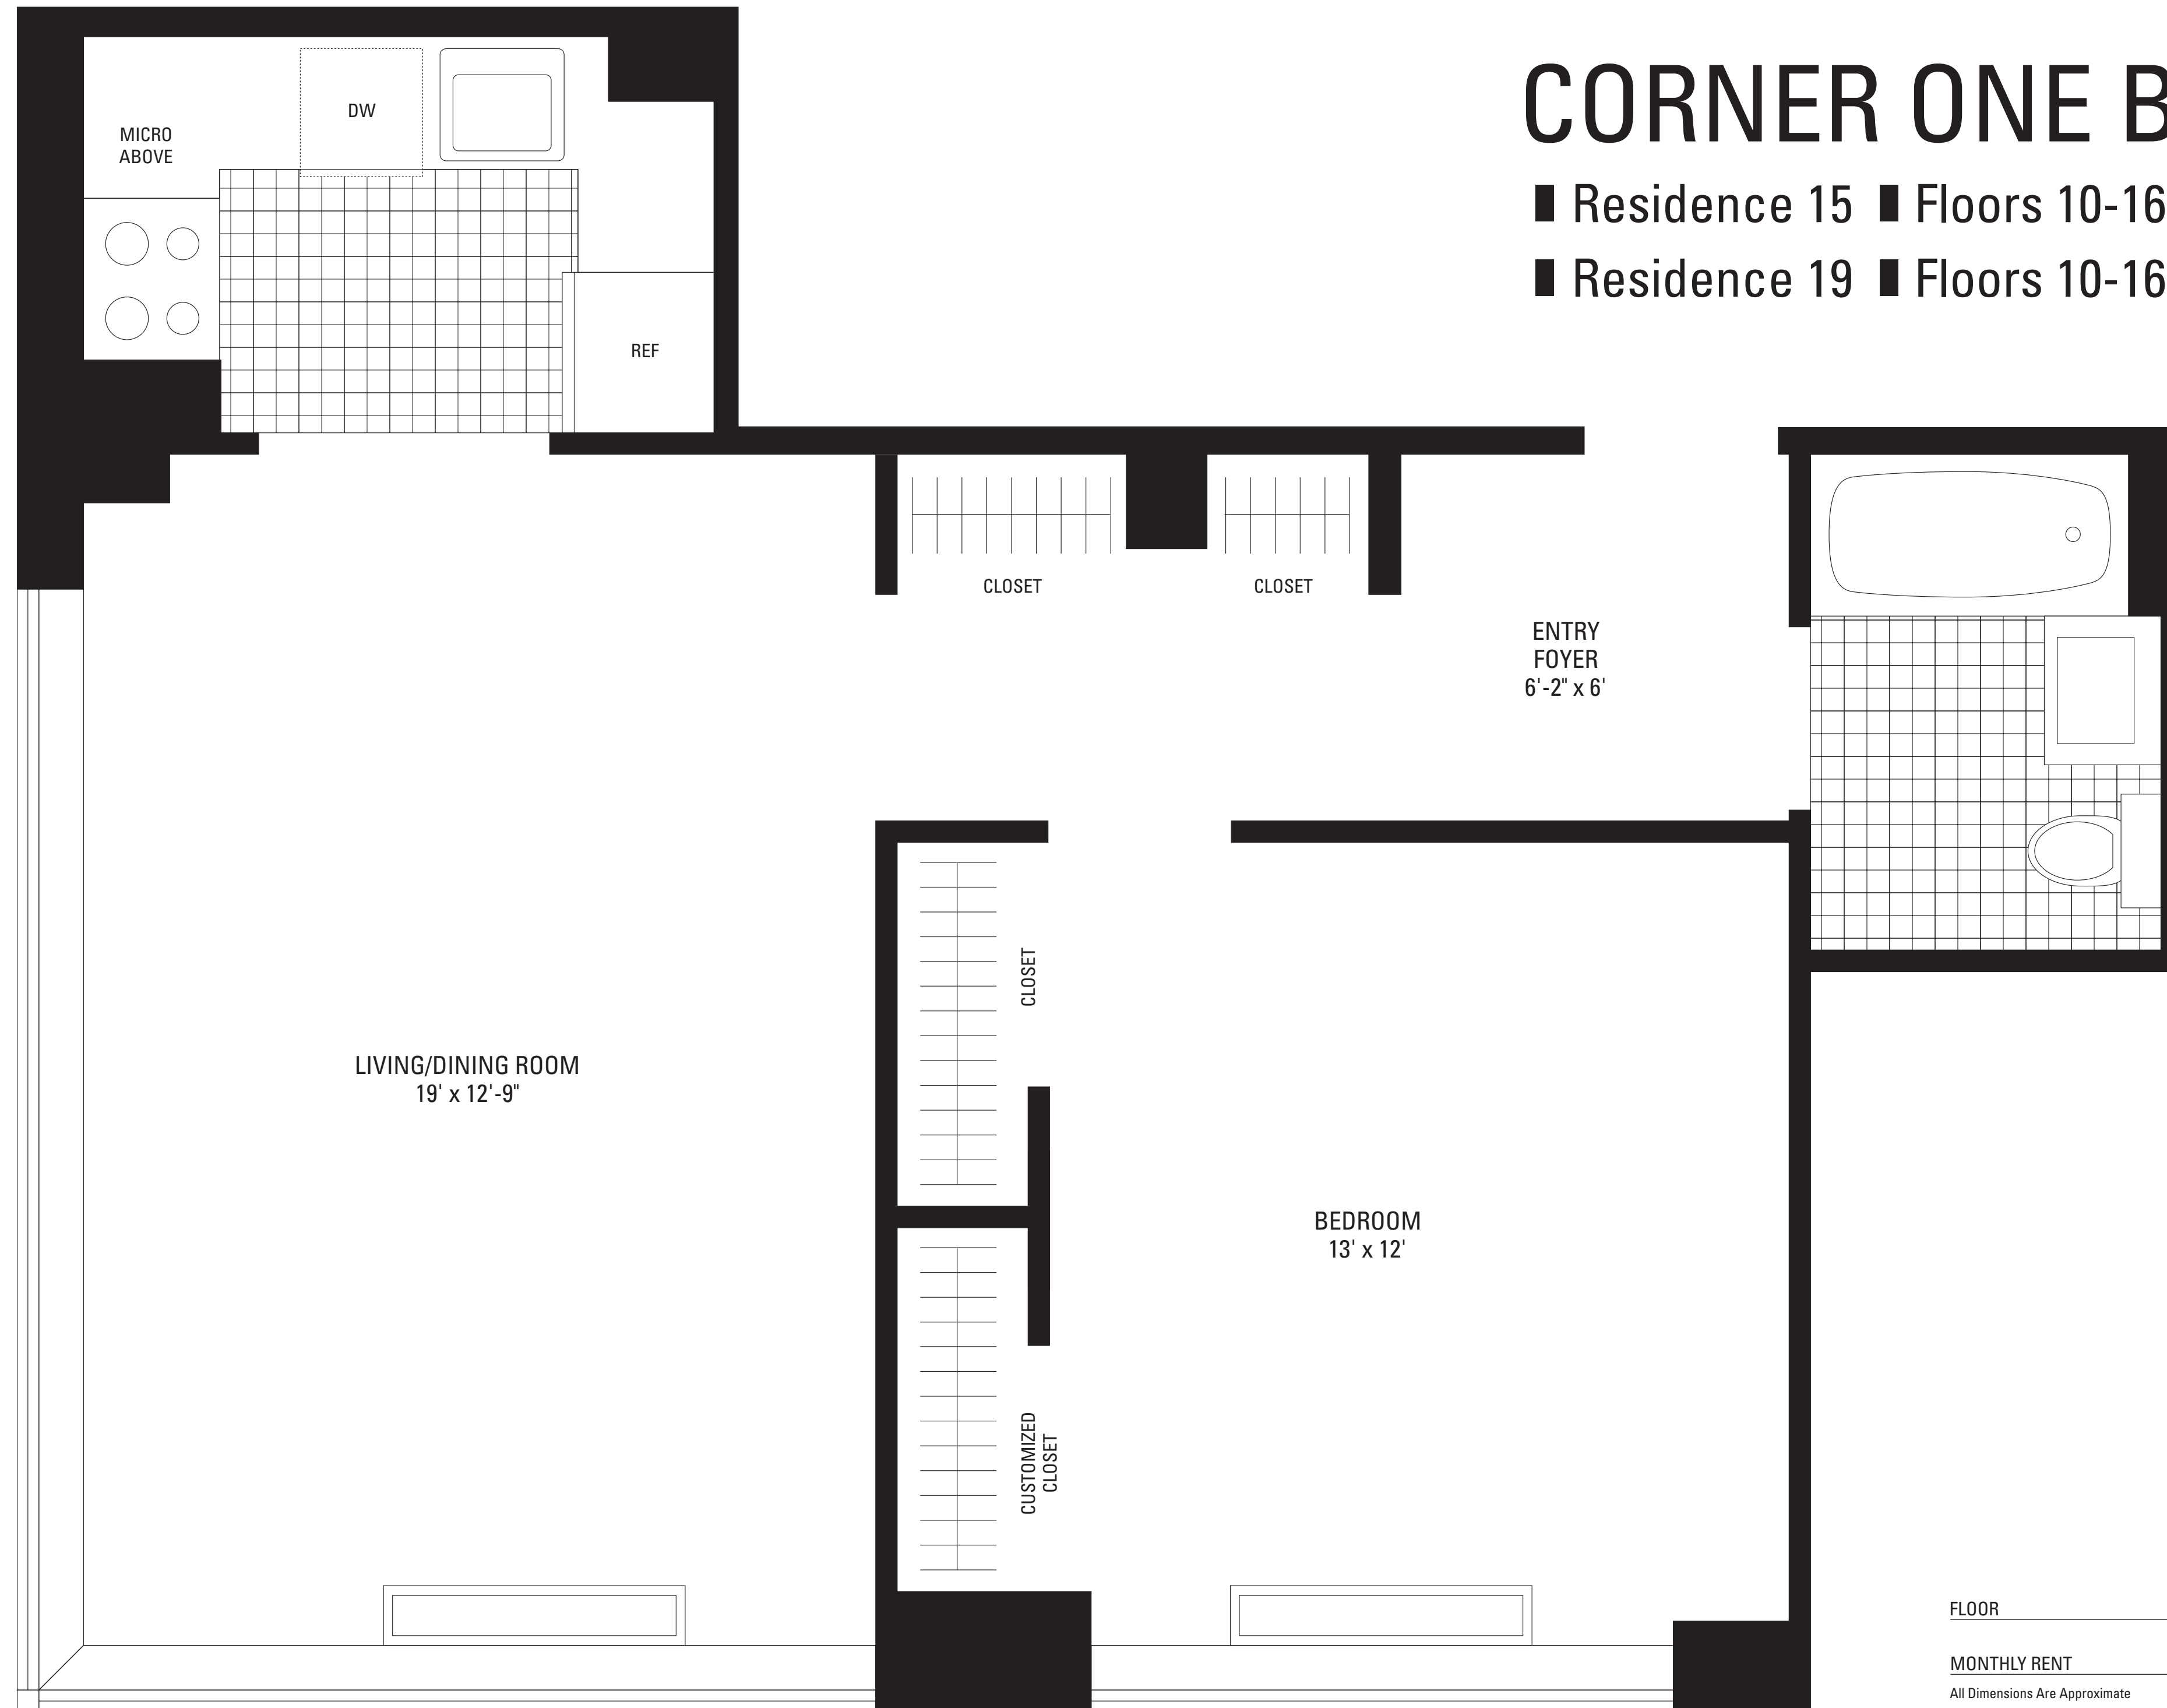 CORNER ONE B
Residence 15 Floors 10-16
Residence 19 Floors 10-16
MICRO
ABOVE
DW
REF
CLOSET
CLOSET
ENTRY
FOYER
6'-2" x 6'
CLOSET
LIVING/DINING ROOM
19' x 12'-9"
BEDROOM
13' x 12'
CUSTOMIZED
CLOSET
FLOOR
MONTHLY RENT
All Dimensions Are Approximate